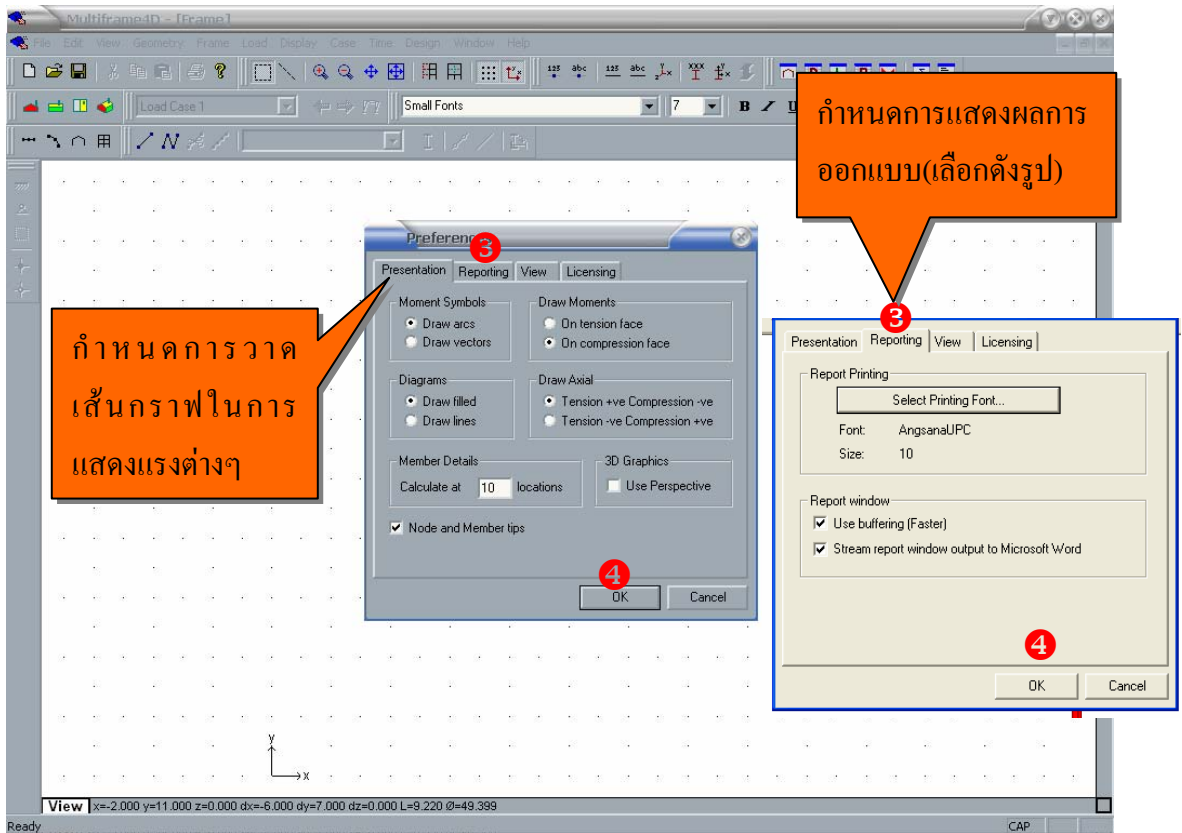 Multiframe4D - [Frame]
File Edit View Geometry Frame Load Display Case Time Design Window Help
Load Case 1
Small Fonts
7
B
กำหนดการแสดงผลการ
ออกแบบ(เลือกดังรูป)
กำหนดการวาด
เส้นกราฟในการ
แสดงแรงต่างๆ
3
Presentation Reporting View Licensing
Moment Symbols
Draw arcs
Draw vectors
Draw Moments
On tension face
On compression face
Diagrams
Draw filled
Draw lines
Draw Axial
Tension +ve Compression -ve
Tension -ve Compression +ve
Member Details
Calculate at 10 locations
3D Graphics
Use Perspective
Node and Member tips
4
OK Cancel
3
Presentation Reporting View Licensing
Report Printing
Select Printing Font...
Font: AngsanaUPC
Size: 10
Report window
Use buffering (Faster)
Stream report window output to Microsoft Word
4
OK Cancel
y
x
View x=-2.000 y=11.000 z=0.000 dx=-6.000 dy=7.000 dz=0.000 L=9.220 Ø=49.399
Ready
CAP